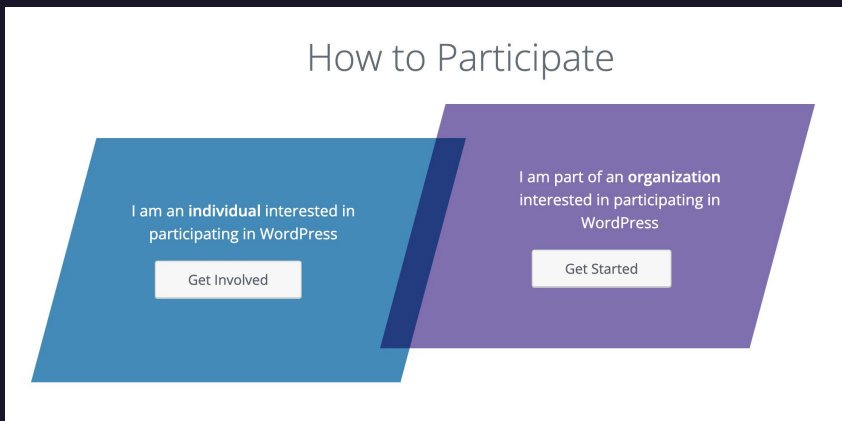 How to Participate
I am an individual interested in
participating in WordPress
Get Involved
I am part of an organization
interested in participating in
WordPress
Get Started